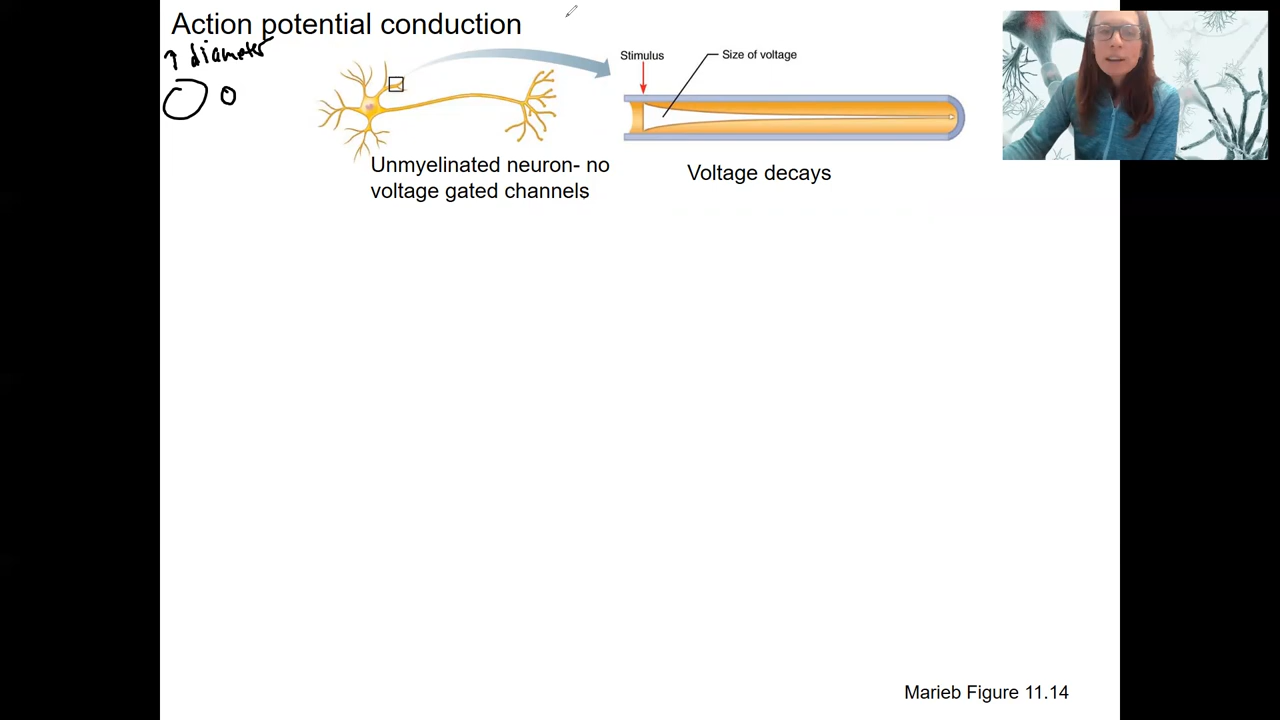 Action potential conduction
↑ diameter
Stimulus
Size of voltage
Unmyelinated neuron- no
voltage gated channels
Voltage decays
Marieb Figure 11.14